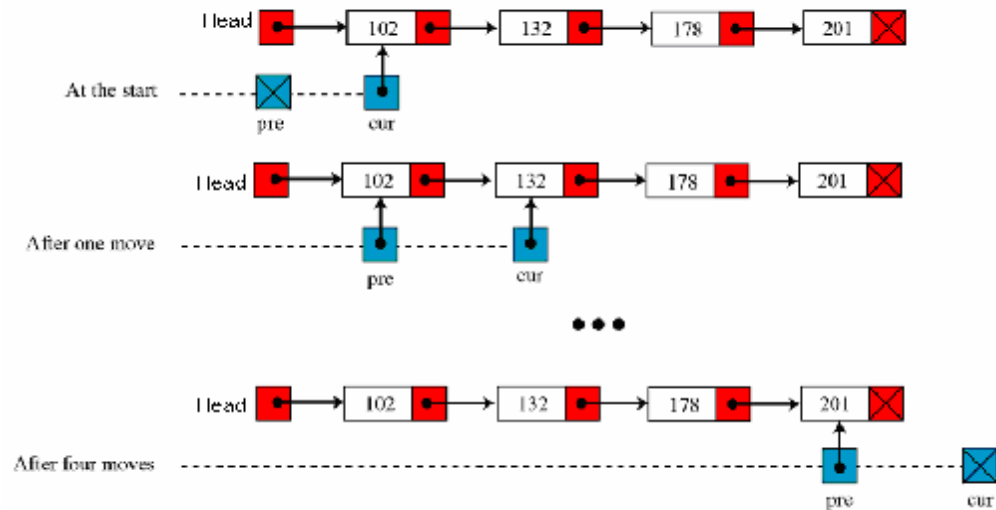 Head 102 132 178 201
At the start
pre cur
Head 102 132 178 201
After one move
pre cur
Head 102 132 178 201
After four moves
pre cur